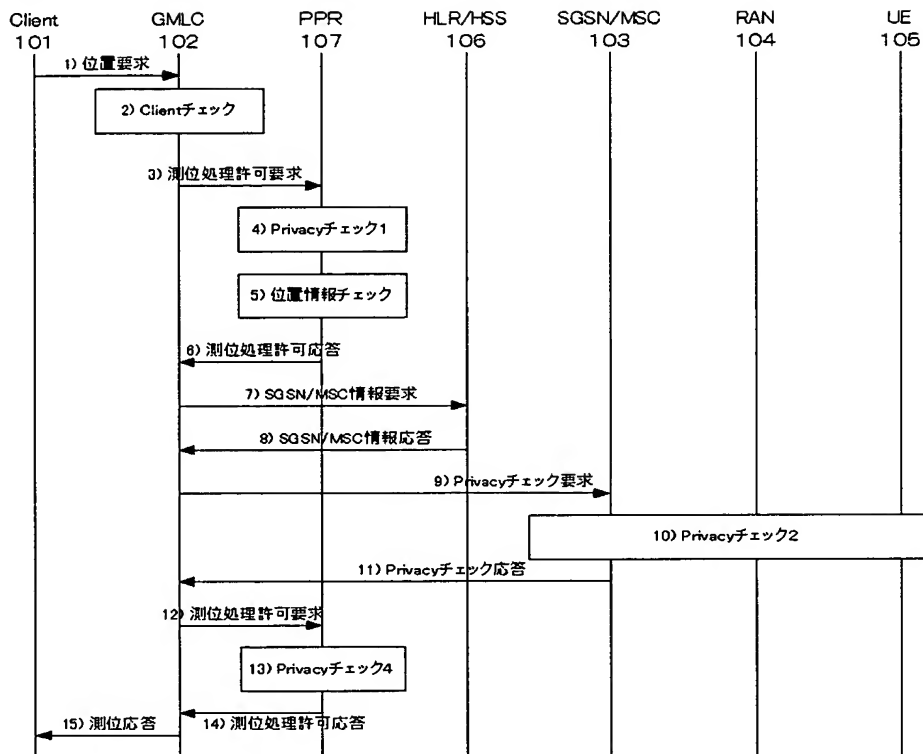 Client GMLC PPR HLR/HSS SGSN/MSC RAN UE
101 102 107 106 103 104 105
1) 位置要求
2) Clientチェック
3) 測位処理許可要求
4) Privacyチェック1
5) 位置情報チェック
6) 測位処理許可応答
7) SGSN/MSC情報要求
8) SGSN/MSC情報応答
9) Privacyチェック要求
10) Privacyチェック2
11) Privacyチェック応答
12) 測位処理許可要求
13) Privacyチェック4
14) 測位処理許可応答
15) 測位応答